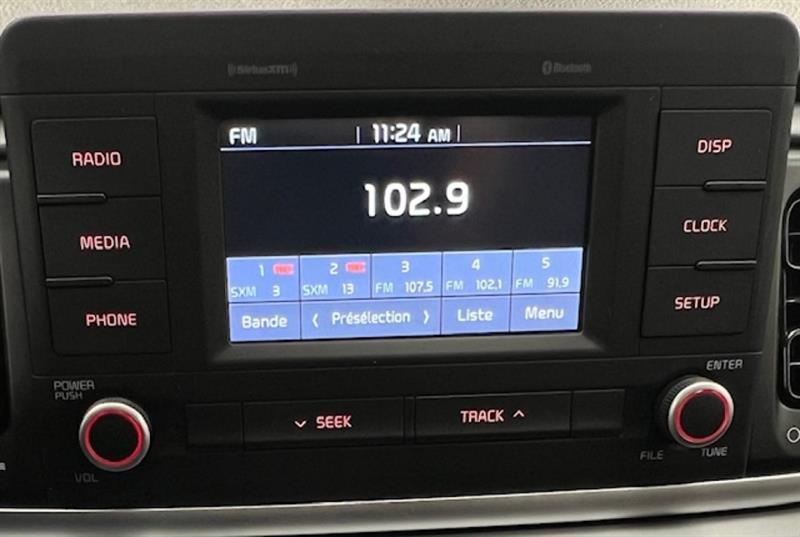 SiriusXM
Bluetooth
RADIO
MEDIA
PHONE
FM 11:24 AM
102.9
1 2 3 4 5
SXM 3 SXM 13 FM 107.5 FM 102.1 FM 91.9
Bande 〈 Présélection 〉 Liste Menu
DISP
CLOCK
SETUP
POWER
PUSH
VOL
SEEK
TRACK
ENTER
FILE
TUNE